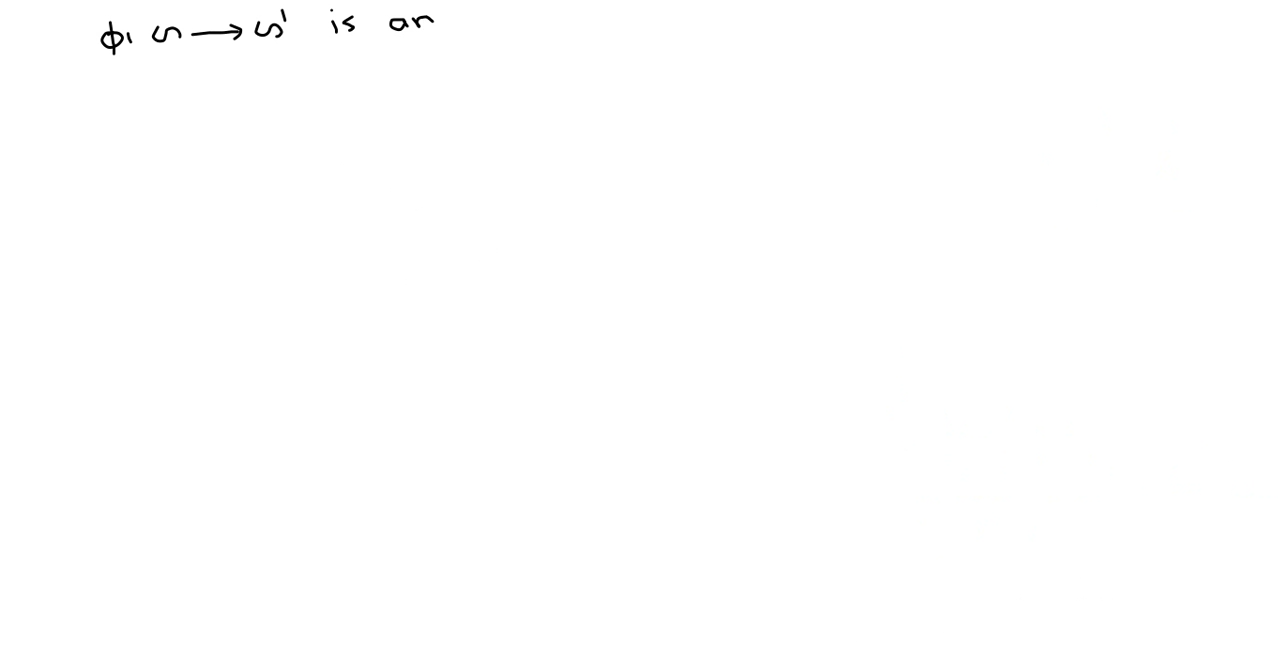 φ: S → S' is an